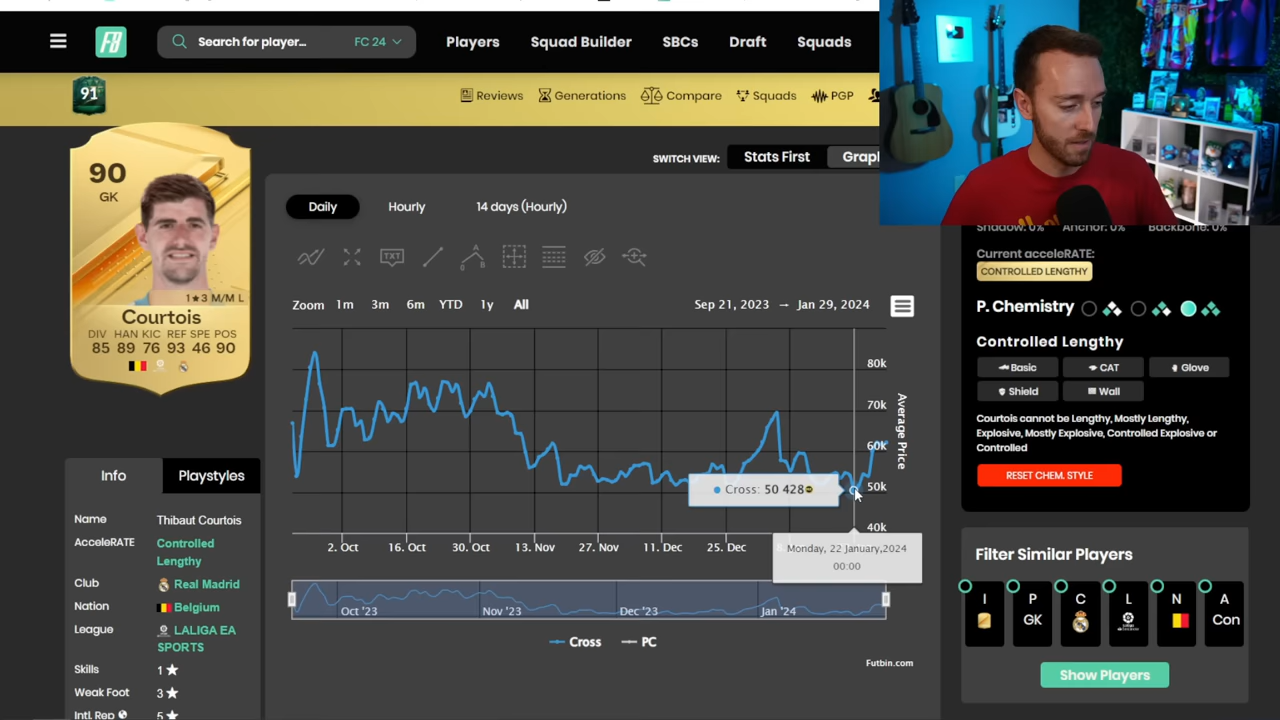 FB
Search for player...
FC 24
Players
Squad Builder
SBCs
Draft
Squads
91
Reviews
Generations
Compare
Squads
PGP
90
GK
1★3 M/M L
Courtois
DIV HAN KIC REF SPE POS
85 89 76 93 46 90
SWITCH VIEW:
Stats First
Graph
Daily
Hourly
14 days (Hourly)
TXT
Zoom
1m
3m
6m
YTD
1y
All
Sep 21, 2023 → Jan 29, 2024
80k
70k
60k
50k
40k
Average Price
Cross: 50 428
2. Oct
16. Oct
30. Oct
13. Nov
27. Nov
11. Dec
25. Dec
Monday, 22 January,2024
00:00
Oct '23
Nov '23
Dec '23
Jan '24
Cross
PC
Futbin.com
Info
Playstyles
Name
Thibaut Courtois
AcceleRATE
Controlled
Lengthy
Club
Real Madrid
Nation
Belgium
League
LALIGA EA
SPORTS
Skills
1 ★
Weak Foot
3 ★
Intl. Rep
5 ★
Shadow: 0%
Anchor: 0%
Backbone: 0%
Current acceleRATE:
CONTROLLED LENGTHY
P. Chemistry
Controlled Lengthy
Basic
CAT
Glove
Shield
Wall
Courtois cannot be Lengthy, Mostly Lengthy,
Explosive, Mostly Explosive, Controlled Explosive or
Controlled
RESET CHEM. STYLE
Filter Similar Players
I
P
GK
C
L
N
A
Con
Show Players